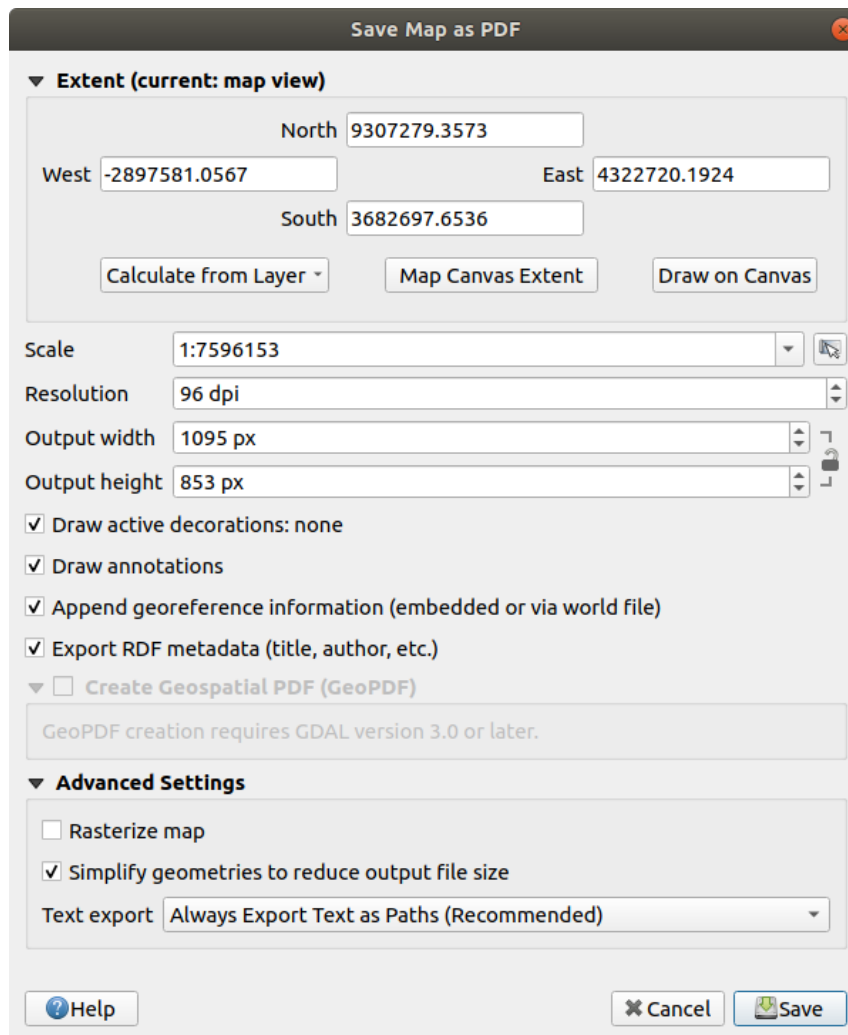 Save Map as PDF
Extent (current: map view)
North 9307279.3573
West -2897581.0567 East 4322720.1924
South 3682697.6536
Calculate from Layer Map Canvas Extent Draw on Canvas
Scale 1:7596153
Resolution 96 dpi
Output width 1095 px
Output height 853 px
Draw active decorations: none
Draw annotations
Append georeference information (embedded or via world file)
Export RDF metadata (title, author, etc.)
Create Geospatial PDF (GeoPDF)
GeoPDF creation requires GDAL version 3.0 or later.
Advanced Settings
Rasterize map
Simplify geometries to reduce output file size
Text export Always Export Text as Paths (Recommended)
Help Cancel Save